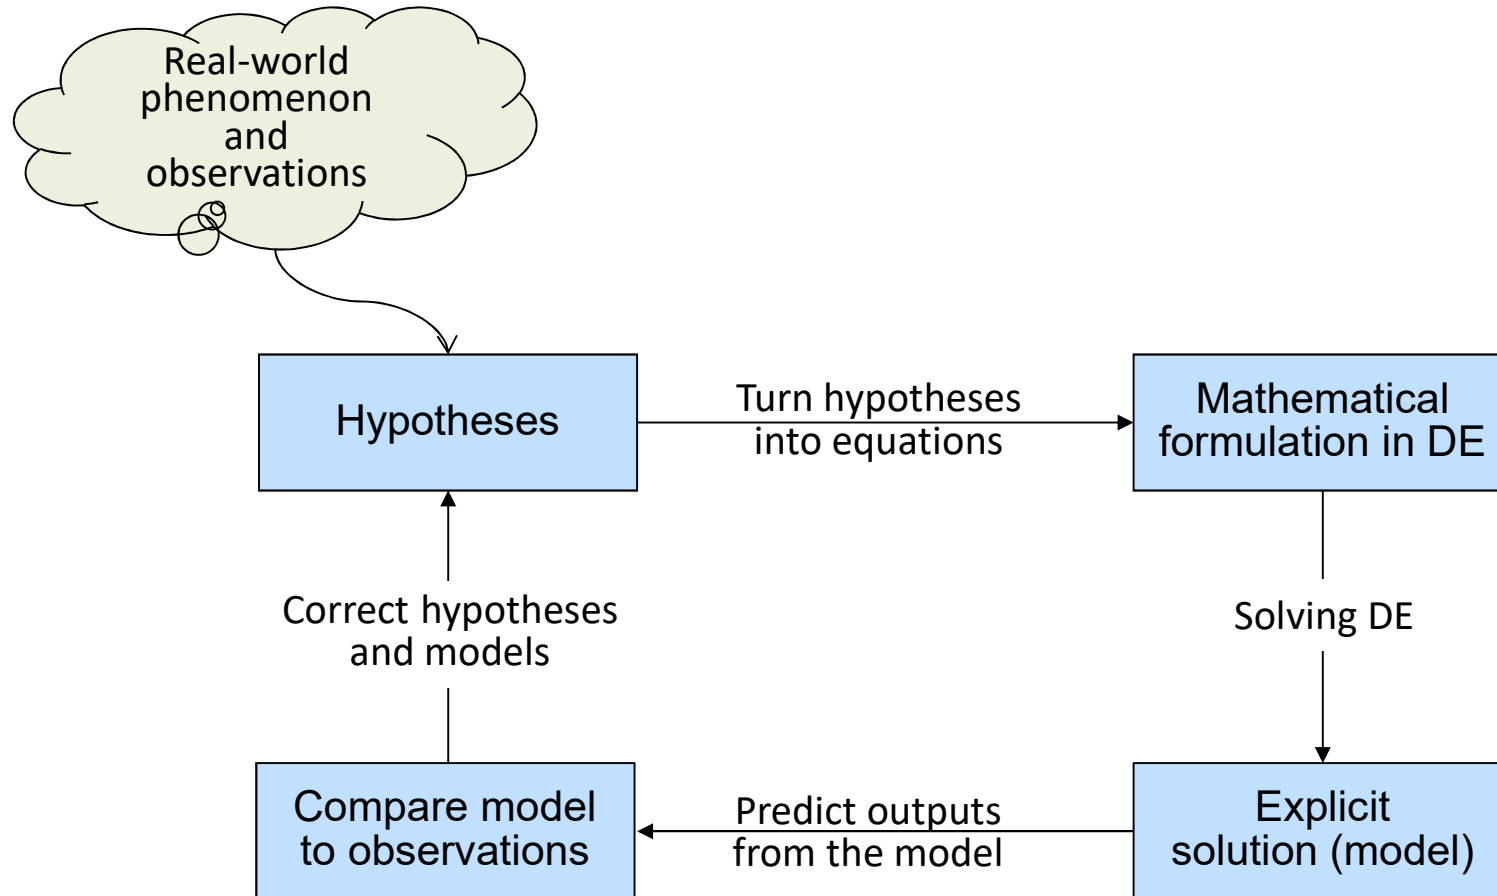 Real-world
phenomenon
and
observations
Hypotheses
Turn hypotheses
into equations
Mathematical
formulation in DE
Correct hypotheses
and models
Solving DE
Compare model
to observations
Predict outputs
from the model
Explicit
solution (model)